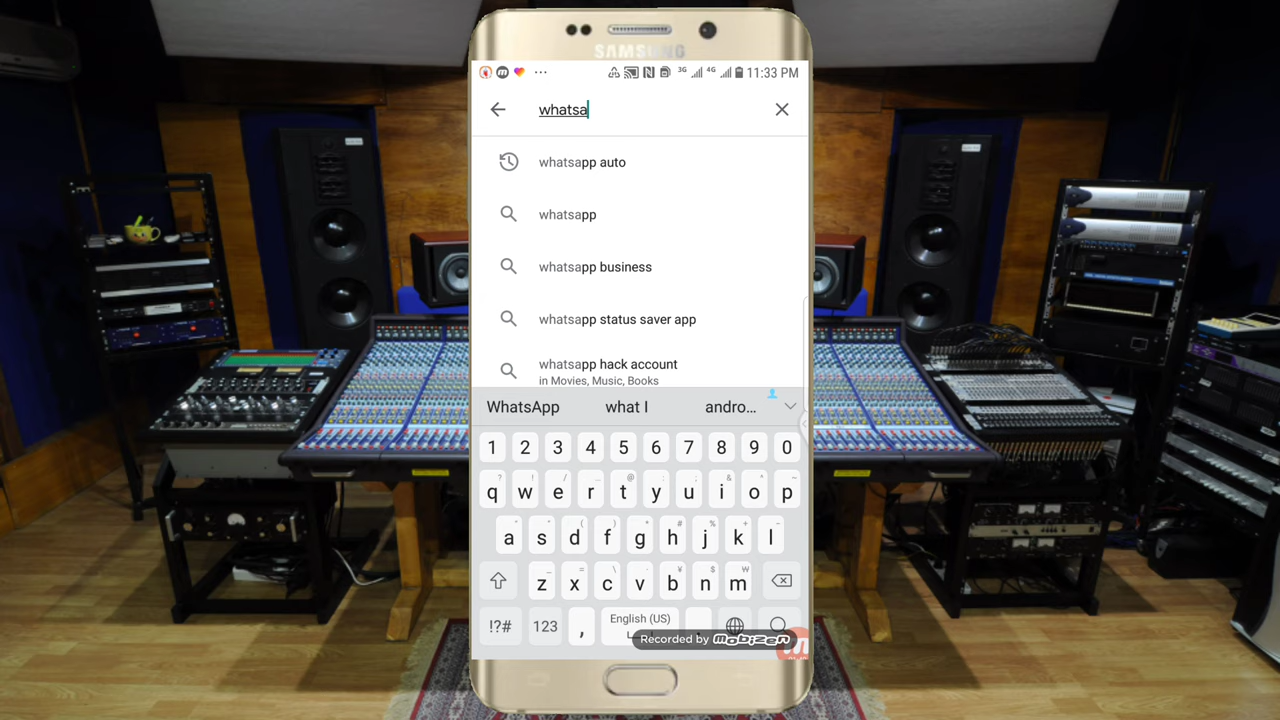 SAMSUNG
3G 4G 11:33 PM
whatsa
whatsapp auto
whatsapp
whatsapp business
whatsapp status saver app
whatsapp hack account
in Movies, Music, Books
WhatsApp what I andro...
1 2 3 4 5 6 7 8 9 0
q w e r t y u i o p
a s d f g h j k l
z x c v b n m
!?# 123 , English (US)
Recorded by mobizen